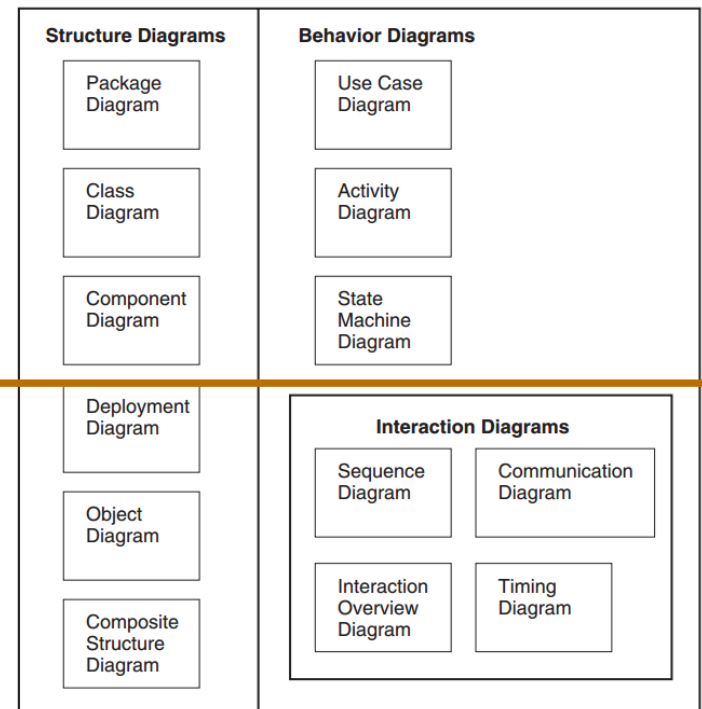 Structure Diagrams
Package
Diagram
Class
Diagram
Component
Diagram
Deployment
Diagram
Object
Diagram
Composite
Structure
Diagram
Behavior Diagrams
Use Case
Diagram
Activity
Diagram
State
Machine
Diagram
Interaction Diagrams
Sequence
Diagram
Communication
Diagram
Interaction
Overview
Diagram
Timing
Diagram